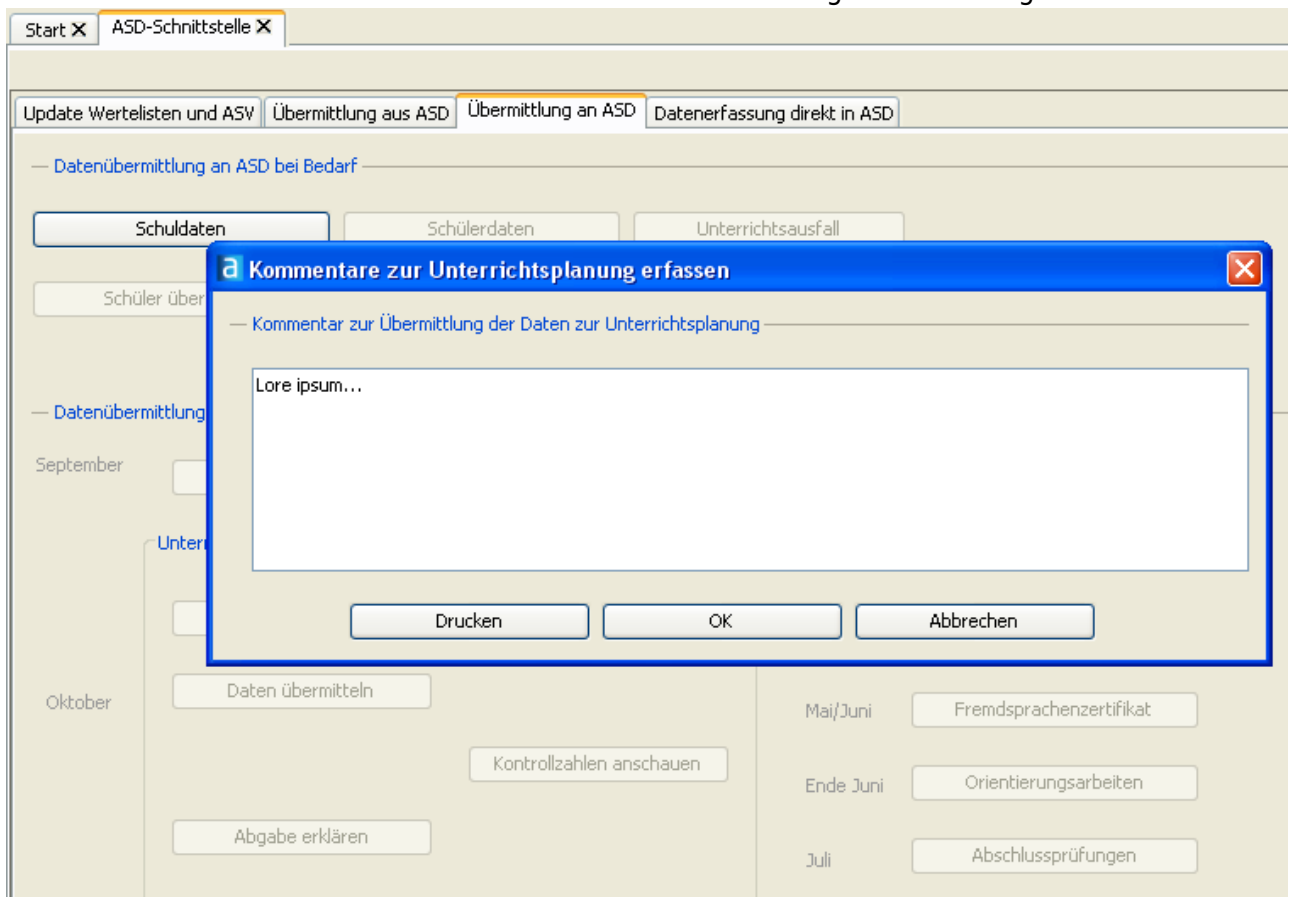 Start X ASD-Schnittstelle X
Update Wertelisten und ASV Übermittlung aus ASD Übermittlung an ASD Datenerfassung direkt in ASD
Datenübermittlung an ASD bei Bedarf
Schuldaten Schülerdaten Unterrichtsausfall
a Kommentare zur Unterrichtsplanung erfassen
Schüler über
Kommentar zur Übermittlung der Daten zur Unterrichtsplanung
Lore ipsum...
Datenübermittlung
September
Unterr
Drucken OK Abbrechen
Oktober Daten übermitteln
Mai/Juni Fremdsprachenzertifikat
Kontrollzahlen anschauen
Ende Juni Orientierungsarbeiten
Abgabe erklären
Juli Abschlussprüfungen